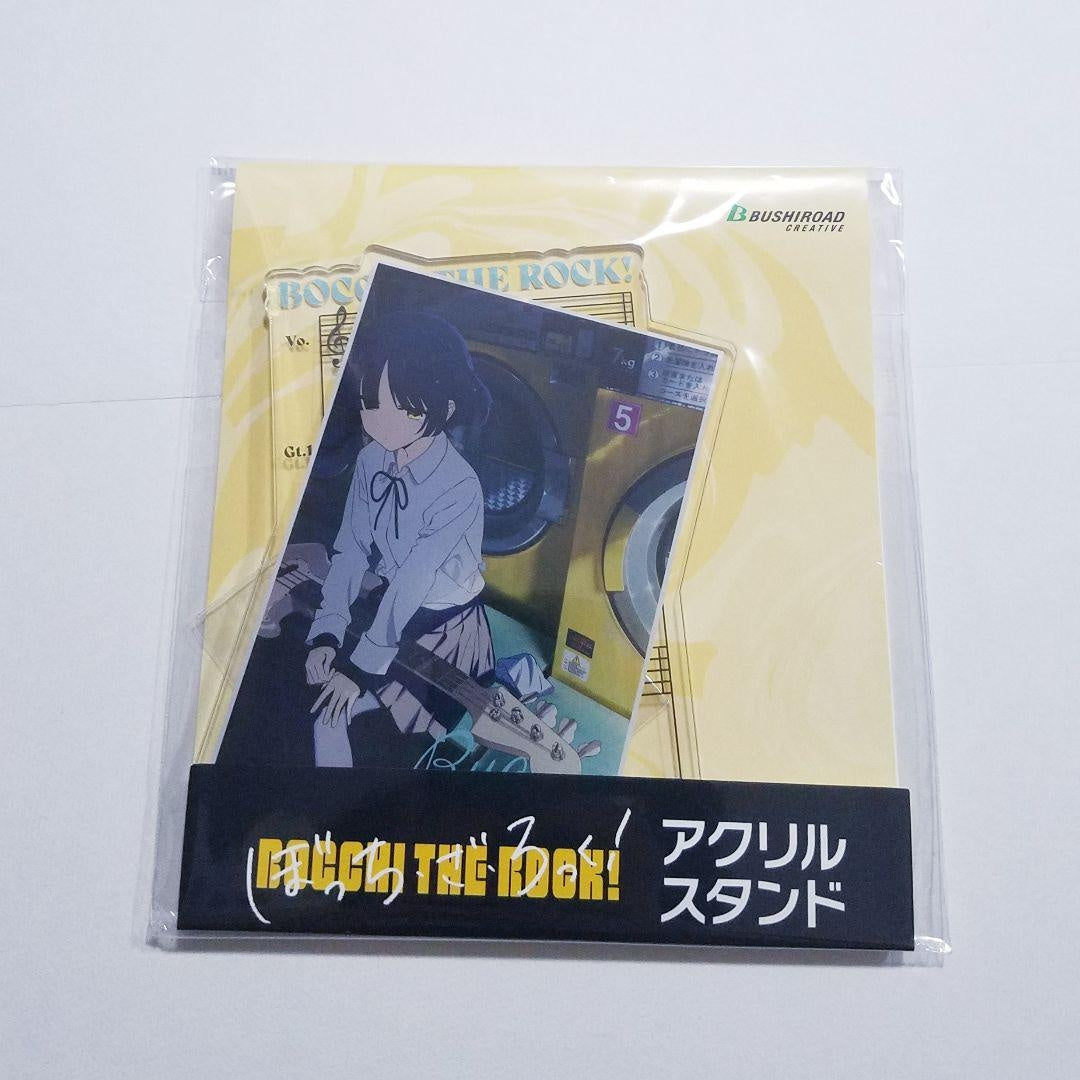 BUSHIROAD
CREATIVE
BOCC THE ROCK!
Vo.
Gt.1
7kg
5
BOCCHI THE ROCK!
ぼっち・ざ・ろっく!
アクリル
スタンド